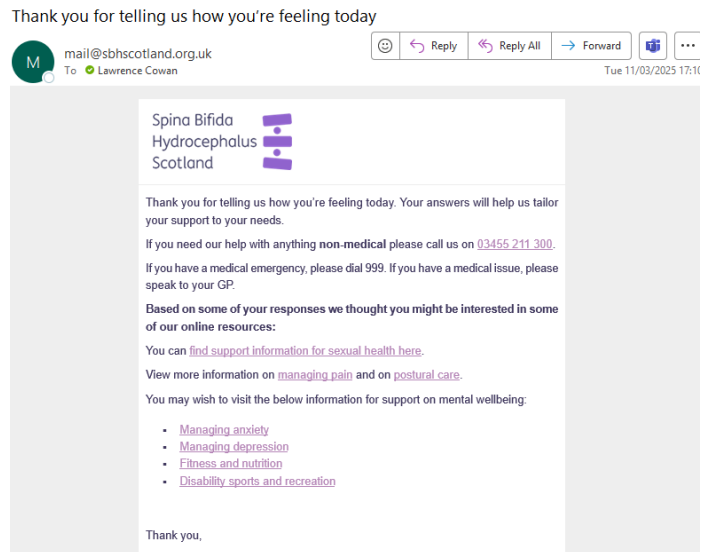 Thank you for telling us how you're feeling today
M
mail@sbhscotland.org.uk
To Lawrence Cowan
Reply
Reply All
Forward
Tue 11/03/2025 17:10
Spina Bifida
Hydrocephalus
Scotland
Thank you for telling us how you're feeling today. Your answers will help us tailor
your support to your needs.
If you need our help with anything non-medical please call us on 03455 211 300.
If you have a medical emergency, please dial 999. If you have a medical issue, please
speak to your GP.
Based on some of your responses we thought you might be interested in some
of our online resources:
You can find support information for sexual health here.
View more information on managing pain and on postural care.
You may wish to visit the below information for support on mental wellbeing:
• Managing anxiety
• Managing depression
• Fitness and nutrition
• Disability sports and recreation
Thank you,